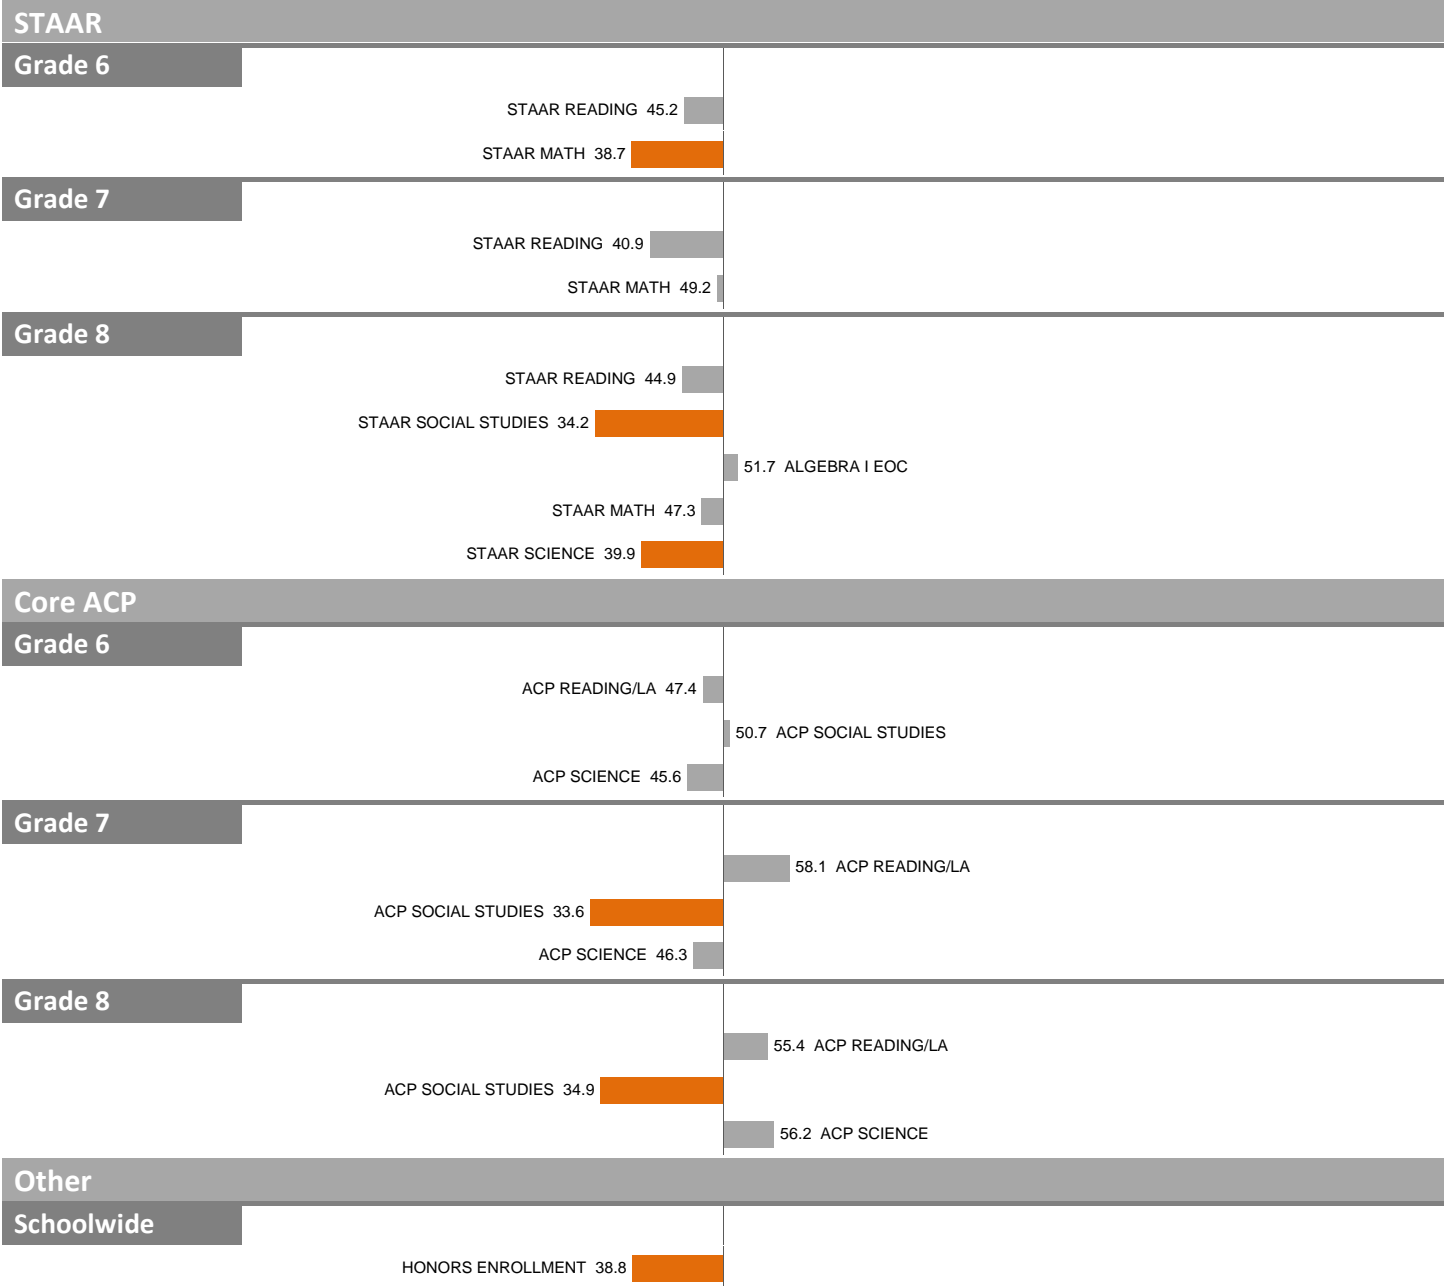 STAAR
Grade 6
STAAR READING 45.2
STAAR MATH 38.7
Grade 7
STAAR READING 40.9
STAAR MATH 49.2
Grade 8
STAAR READING 44.9
STAAR SOCIAL STUDIES 34.2
51.7 ALGEBRA I EOC
STAAR MATH 47.3
STAAR SCIENCE 39.9
Core ACP
Grade 6
ACP READING/LA 47.4
50.7 ACP SOCIAL STUDIES
ACP SCIENCE 45.6
Grade 7
58.1 ACP READING/LA
ACP SOCIAL STUDIES 33.6
ACP SCIENCE 46.3
Grade 8
55.4 ACP READING/LA
ACP SOCIAL STUDIES 34.9
56.2 ACP SCIENCE
Other
Schoolwide
HONORS ENROLLMENT 38.8